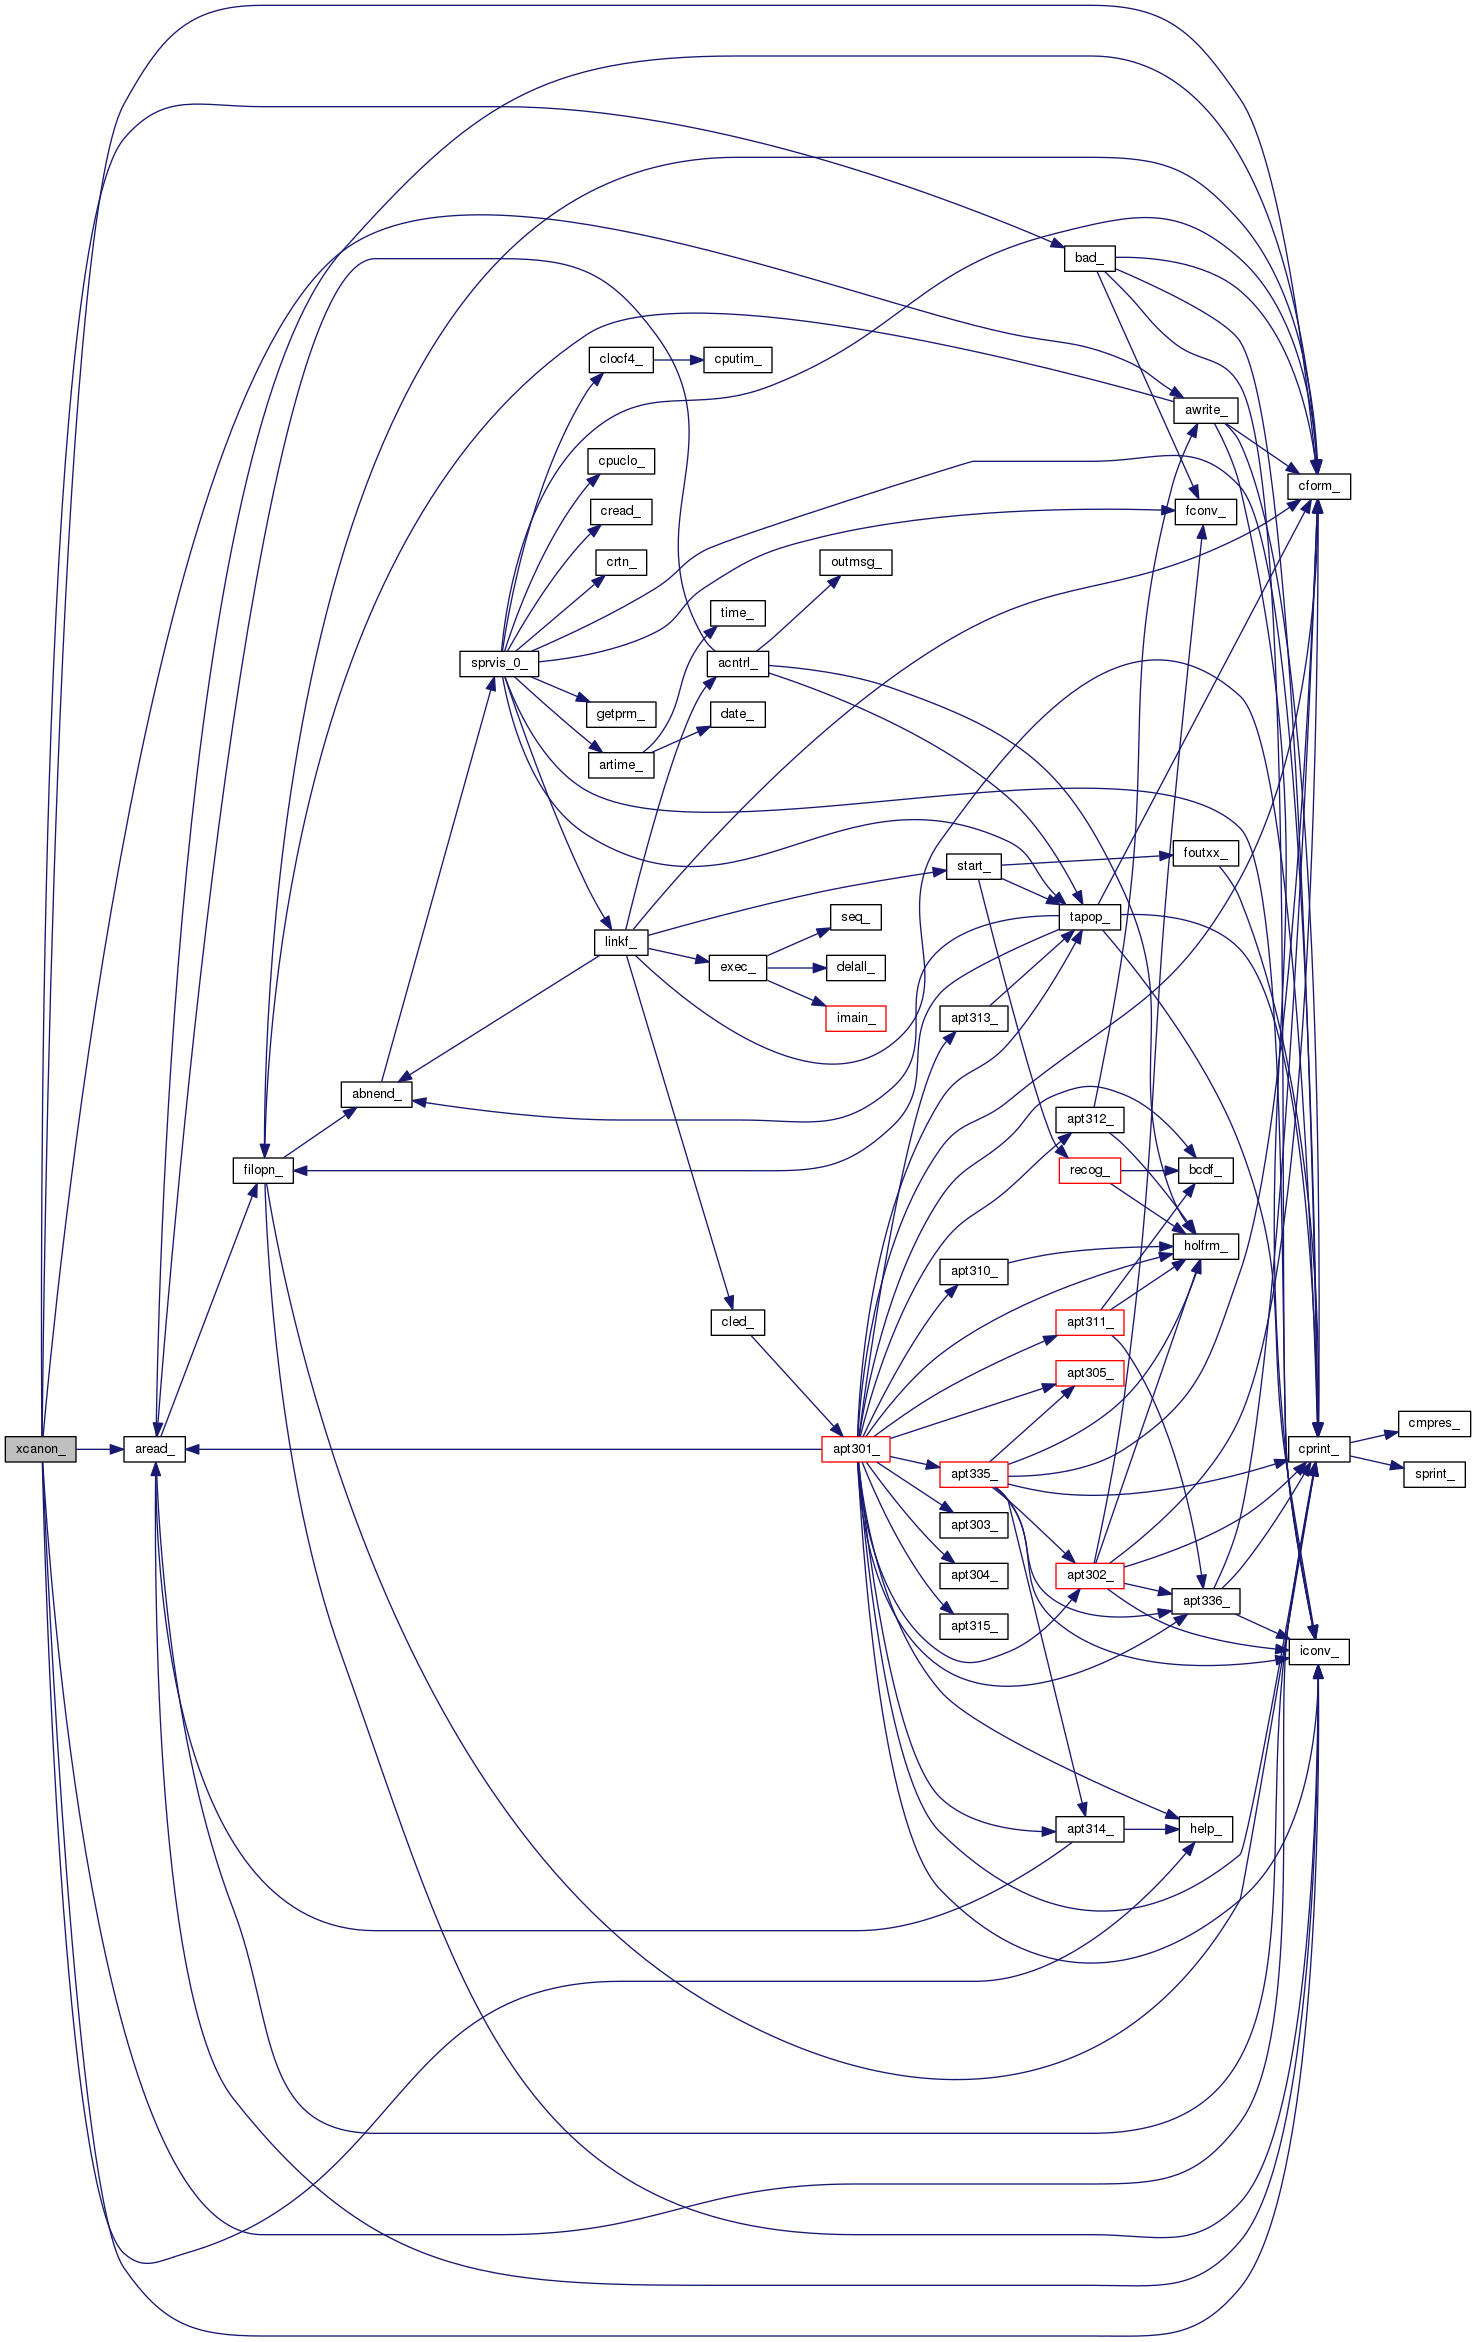 bad_
clocf4_
cputim_
awrite_
cpuclo_
cform_
cread_
fconv_
crtn_
outmsg_
time_
sprvis_0_
acntrl_
getprm_
date_
artime_
foutxx_
start_
seq_
tapop_
linkf_
exec_
delall_
imain_
apt313_
abnend_
apt312_
filopn_
recog_
bcdf_
holfrm_
apt310_
cled_
apt311_
apt305_
cmpres_
xcanon_
aread_
apt301_
cprint_
apt335_
sprint_
apt303_
apt304_
apt302_
apt336_
apt315_
iconv_
apt314_
help_